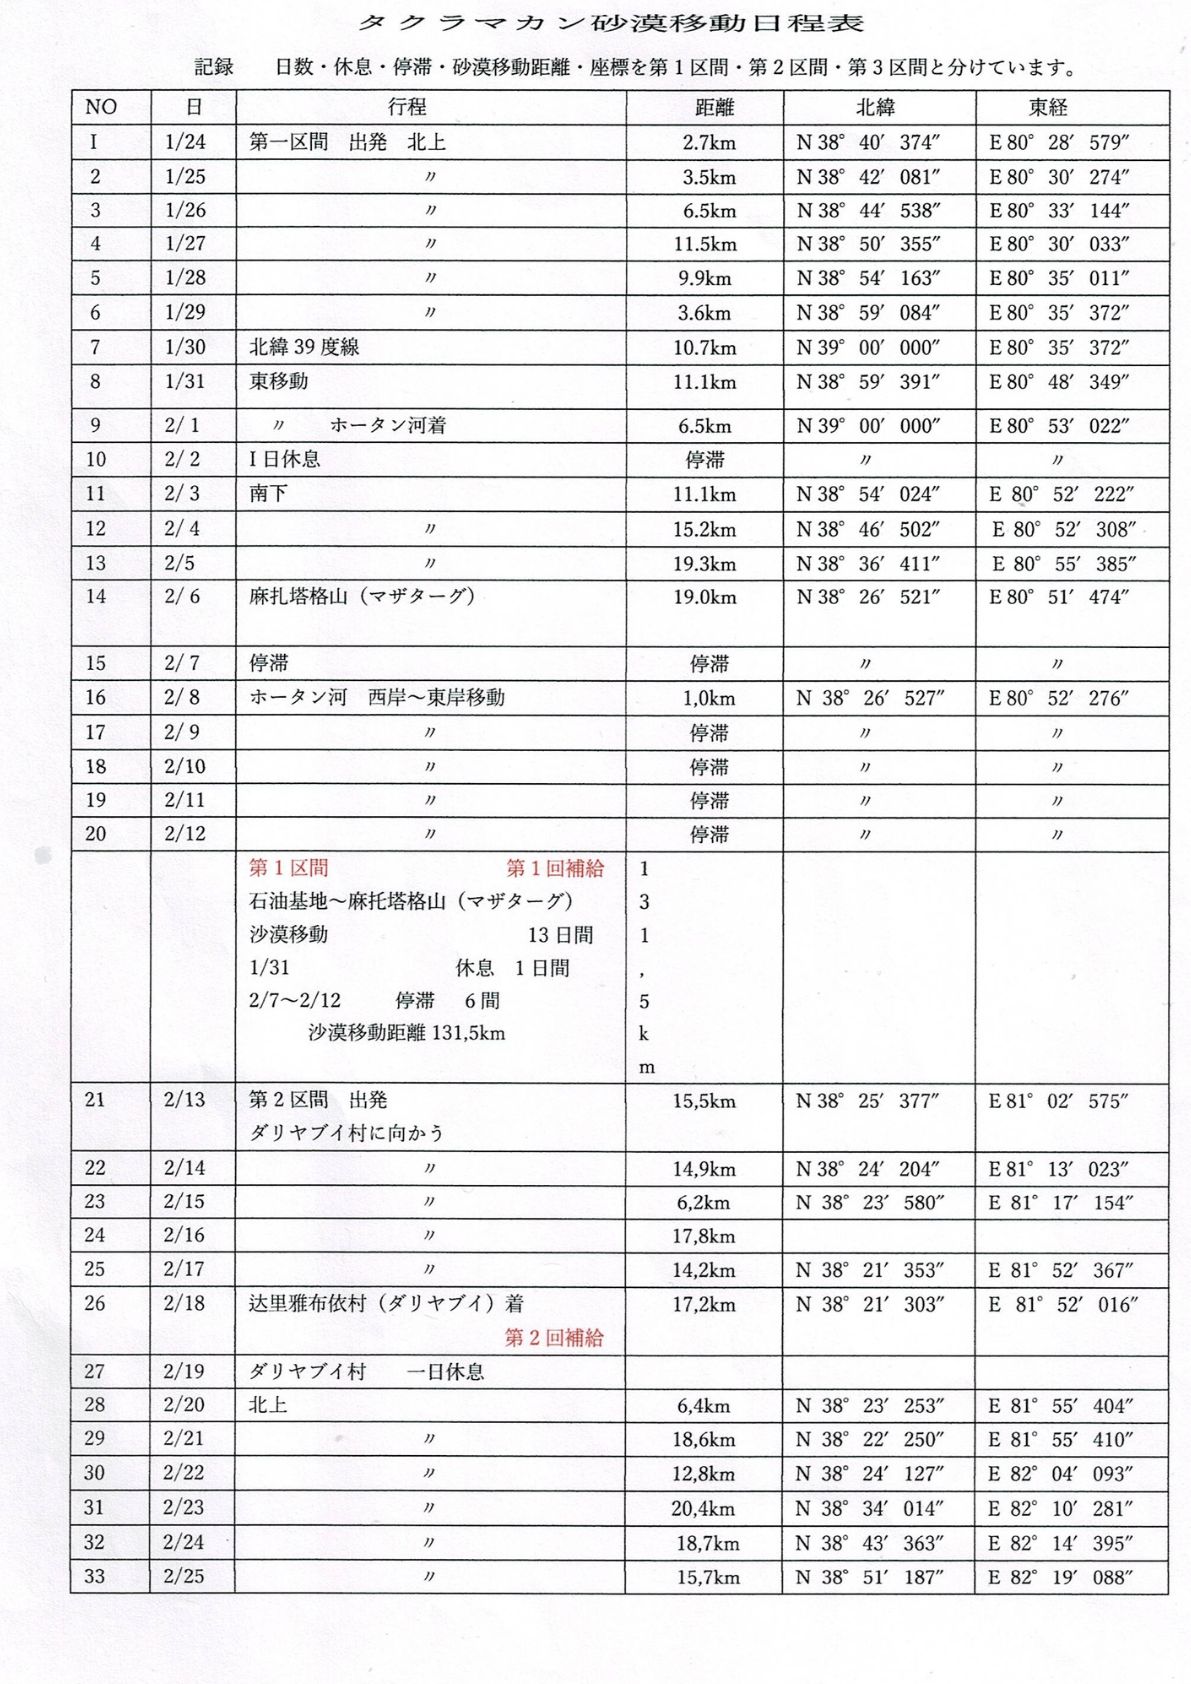 タクラマカン砂漠移動日程表
記録　　日数・休息・停滞・砂漠移動距離・座標を第１区間・第２区間・第３区間と分けています。
NO 日 行程 距離 北緯 東経
I 1/24 第一区間　出発　北上 2.7km N 38° 40′ 374″ E 80° 28′ 579″
2 1/25 〃 3.5km N 38° 42′ 081″ E 80° 30′ 274″
3 1/26 〃 6.5km N 38° 44′ 538″ E 80° 33′ 144″
4 1/27 〃 11.5km N 38° 50′ 355″ E 80° 30′ 033″
5 1/28 〃 9.9km N 38° 54′ 163″ E 80° 35′ 011″
6 1/29 〃 3.6km N 38° 59′ 084″ E 80° 35′ 372″
7 1/30 北緯 39 度線 10.7km N 39° 00′ 000″ E 80° 35′ 372″
8 1/31 東移動 11.1km N 38° 59′ 391″ E 80° 48′ 349″
9 2/ 1 〃　　ホータン河着 6.5km N 39° 00′ 000″ E 80° 53′ 022″
10 2/ 2 I 日休息 停滞 〃 〃
11 2/ 3 南下 11.1km N 38° 54′ 024″ E 80° 52′ 222″
12 2/ 4 〃 15.2km N 38° 46′ 502″ E 80° 52′ 308″
13 2/5 〃 19.3km N 38° 36′ 411″ E 80° 55′ 385″
14 2/ 6 麻扎塔格山（マザターグ） 19.0km N 38° 26′ 521″ E 80° 51′ 474″
15 2/ 7 停滞 停滞 〃 〃
16 2/ 8 ホータン河　西岸～東岸移動 1,0km N 38° 26′ 527″ E 80° 52′ 276″
17 2/ 9 〃 停滞 〃 〃
18 2/10 〃 停滞 〃 〃
19 2/11 〃 停滞 〃 〃
20 2/12 〃 停滞 〃 〃
第１区間　　第１回補給 1
石油基地～麻托塔格山（マザターグ） 3
沙漠移動　　13 日間 1
1/31　　休息　1 日間 ,
2/7～2/12　　停滞　6 間 5
沙漠移動距離 131,5km k
m
21 2/13 第２区間　出発 15,5km N 38° 25′ 377″ E 81° 02′ 575″
ダリヤブイ村に向かう
22 2/14 〃 14,9km N 38° 24′ 204″ E 81° 13′ 023″
23 2/15 〃 6,2km N 38° 23′ 580″ E 81° 17′ 154″
24 2/16 〃 17,8km
25 2/17 〃 14,2km N 38° 21′ 353″ E 81° 52′ 367″
26 2/18 达里雅布依村（ダリヤブイ）着 17,2km N 38° 21′ 303″ E 81° 52′ 016″
第２回補給
27 2/19 ダリヤブイ村　　一日休息
28 2/20 北上 6,4km N 38° 23′ 253″ E 81° 55′ 404″
29 2/21 〃 18,6km N 38° 22′ 250″ E 81° 55′ 410″
30 2/22 〃 12,8km N 38° 24′ 127″ E 82° 04′ 093″
31 2/23 〃 20,4km N 38° 34′ 014″ E 82° 10′ 281″
32 2/24 〃 18,7km N 38° 43′ 363″ E 82° 14′ 395″
33 2/25 〃 15,7km N 38° 51′ 187″ E 82° 19′ 088″